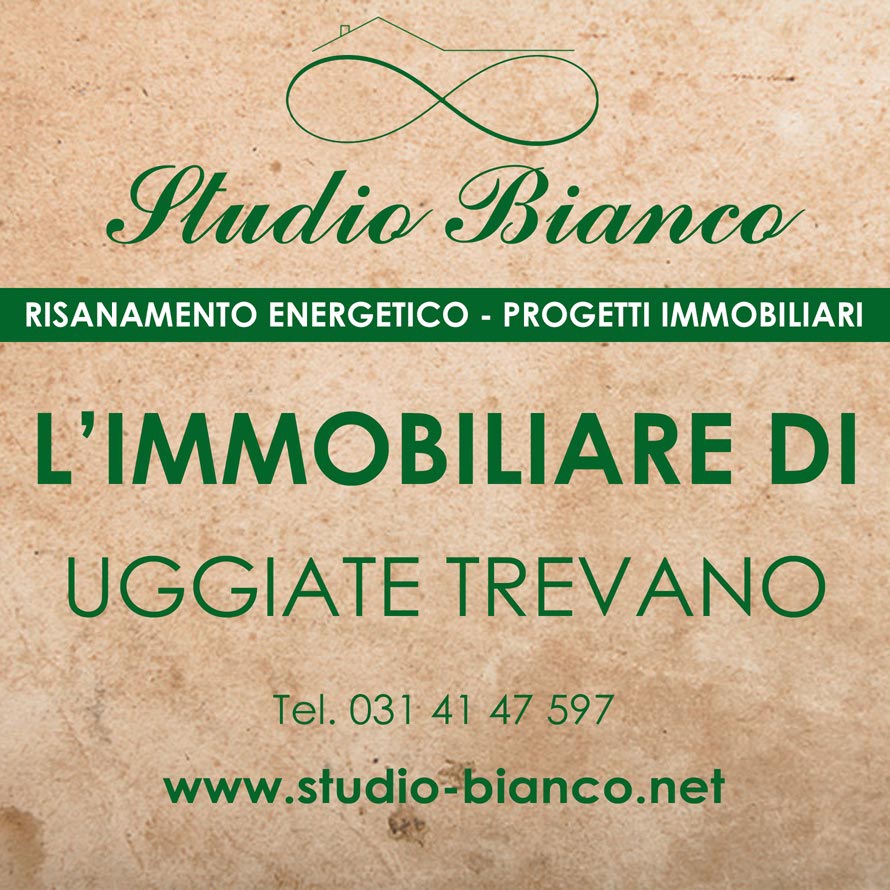 Studio Bianco
RISANAMENTO ENERGETICO - PROGETTI IMMOBILIARI
L’IMMOBILIARE DI
UGGIATE TREVANO
Tel. 031 41 47 597
www.studio-bianco.net